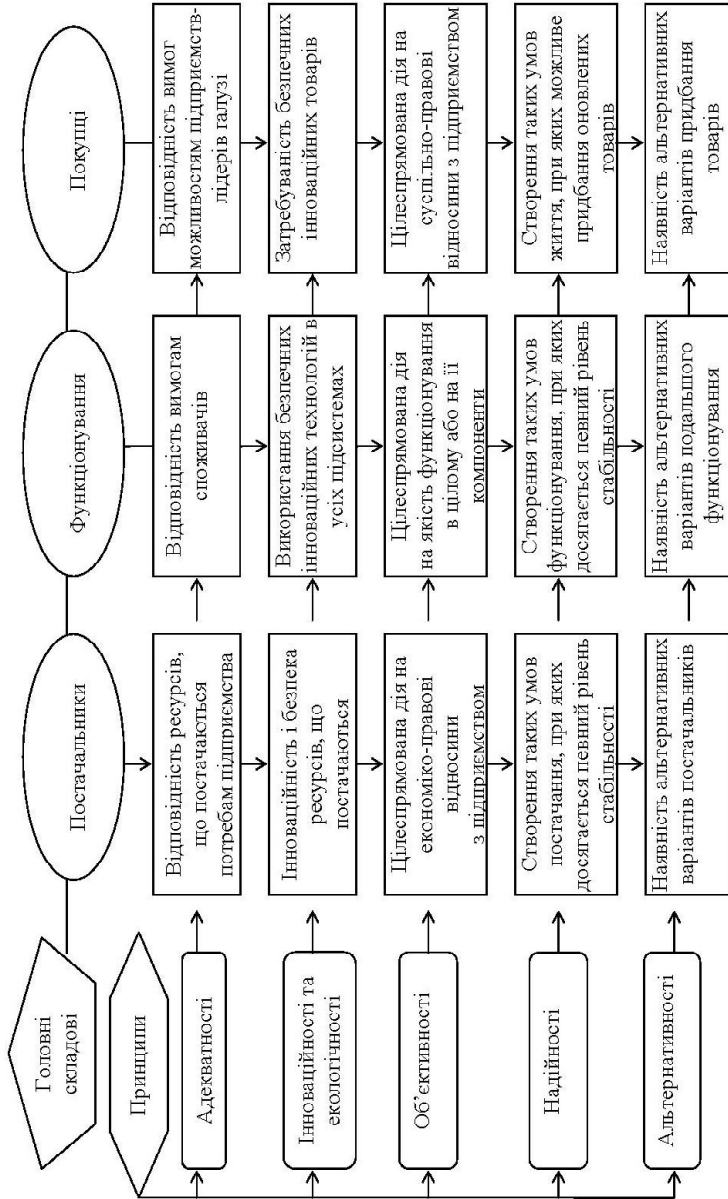 Головні
складові
Постачальники
Функціонування
Покупці
Принципи
Адекватності
Відповідність ресурсів,
що постачаються
потребам підприємства
Відповідність вимогам
споживачів
Відповідність вимог
можливостям підприємств-
лідерів галузі
Інноваційності та
екологічності
Інноваційність і безпека
ресурсів, що
постачаються
Використання безпечних
інноваційних технологій в
усіх підсистемах
Затребуваність безпечних
інноваційних товарів
Об’єктивності
Цілеспрямована дія на
економіко-правові
відносини
з підприємством
Цілеспрямована дія
на якість функціонування
в цілому або на її
компоненти
Цілеспрямована дія на
суспільно-правові
відносини з підприємством
Надійності
Створення таких умов
постачання, при яких
досягається певний рівень
стабільності
Створення таких умов
функціонування, при яких
досягається певний рівень
стабільності
Створення таких умов
життя, при яких можливе
придбання оновлених
товарів
Альтернативності
Наявність альтернативних
варіантів постачальників
Наявність альтернативних
варіантів подальшого
функціонування
Наявність альтернативних
варіантів придбання
товарів